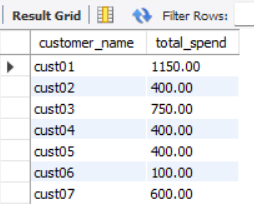 Result Grid Filter Rows:
customer_name total_spend
cust01 1150.00
cust02 400.00
cust03 750.00
cust04 400.00
cust05 400.00
cust06 100.00
cust07 600.00